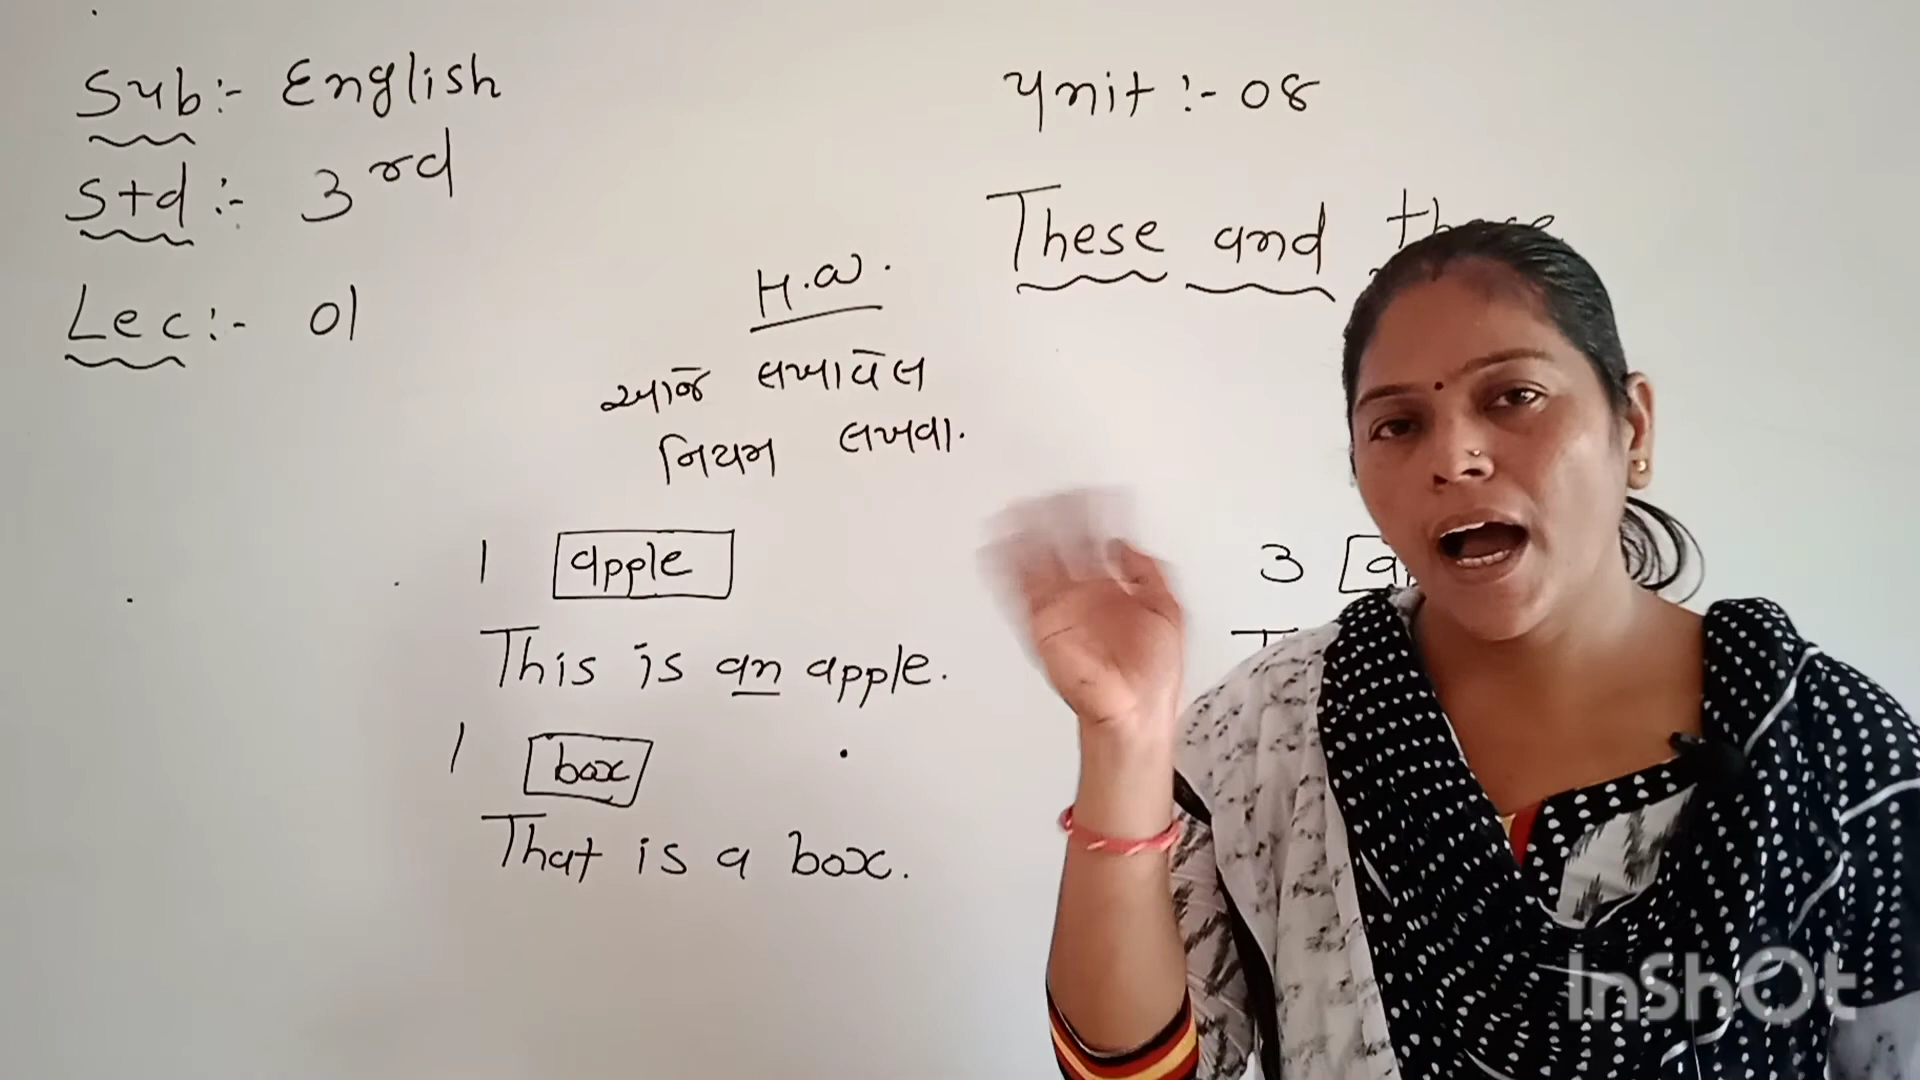 Sub:- English
Std:- 3rd
Lec:- 01
Unit:-08
These and
H.W.
આજે લખાવેલ
નિયમ લખવા.
1 apple
This is an apple.
1 box
That is a box.
3
InShOt